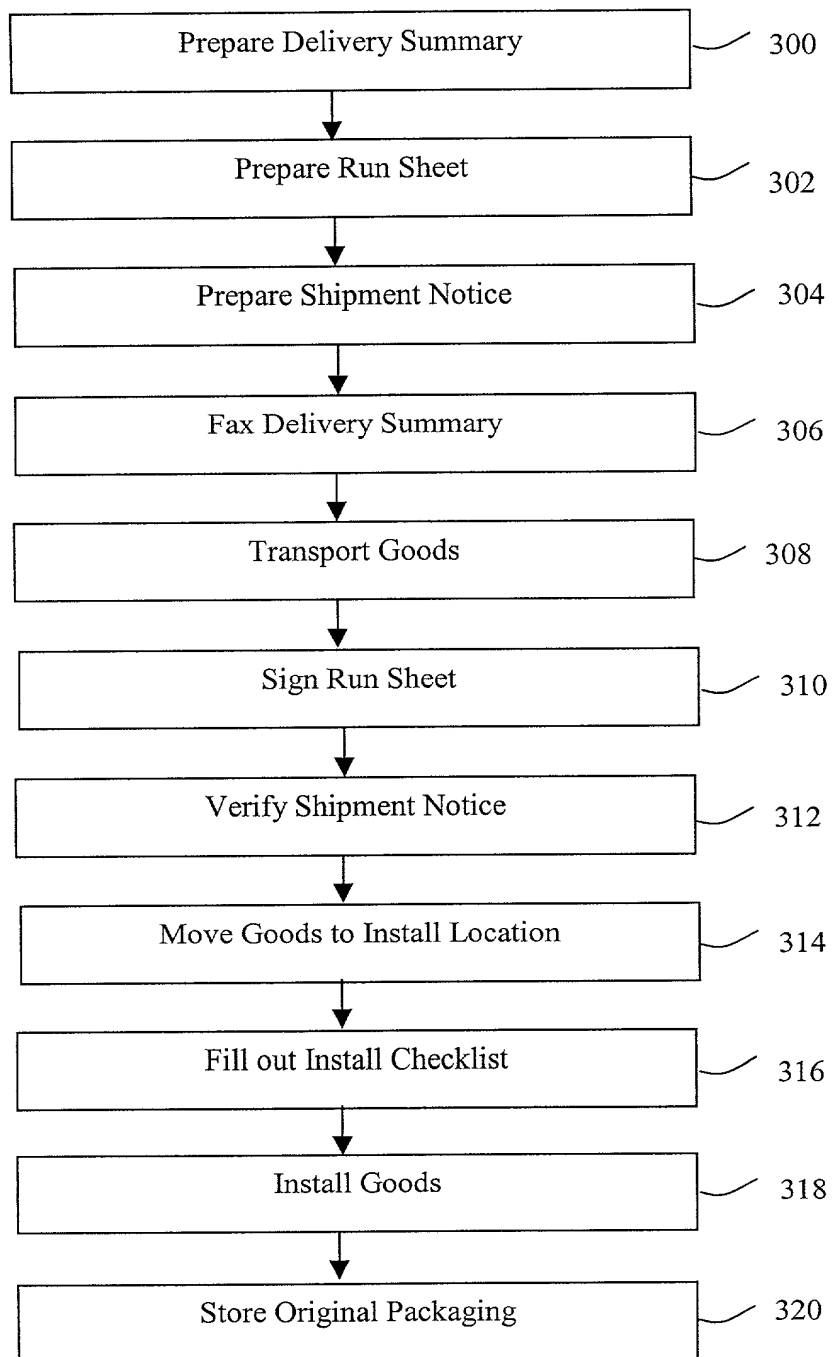 Prepare Delivery Summary 300
Prepare Run Sheet 302
Prepare Shipment Notice 304
Fax Delivery Summary 306
Transport Goods 308
Sign Run Sheet 310
Verify Shipment Notice 312
Move Goods to Install Location 314
Fill out Install Checklist 316
Install Goods 318
Store Original Packaging 320